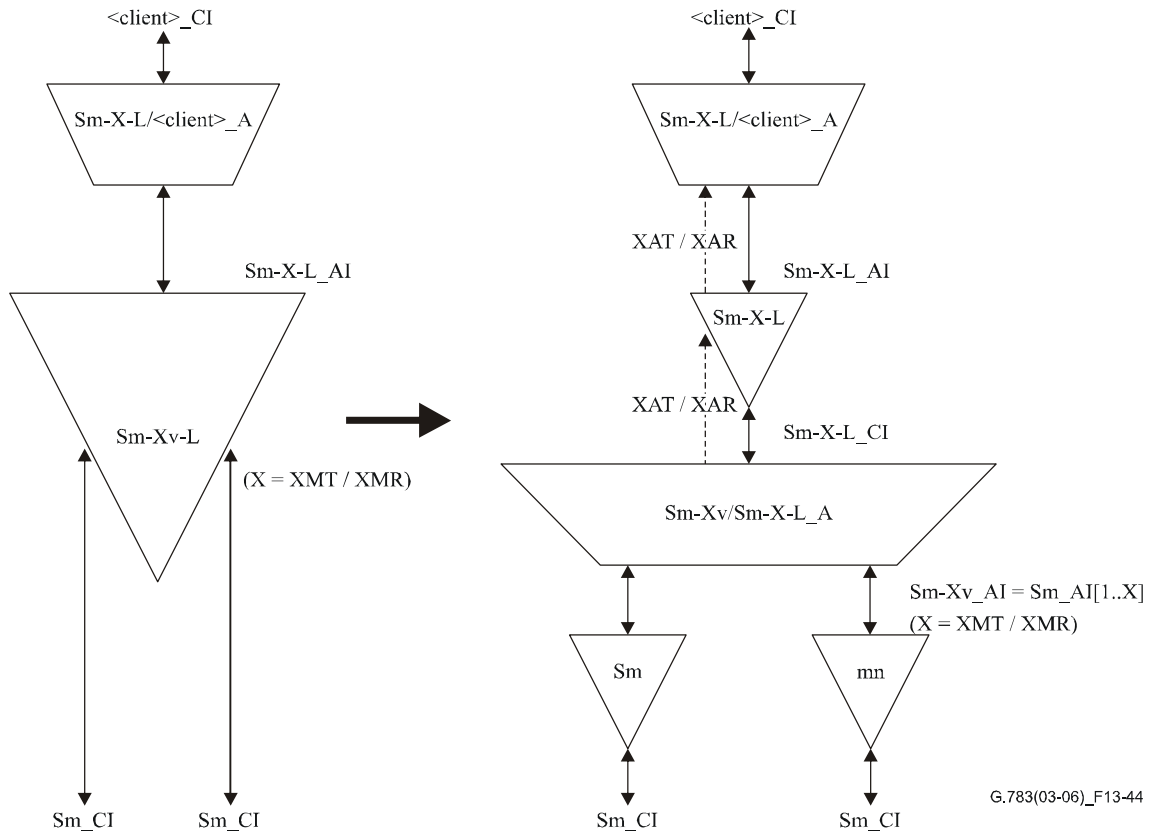 <client>_CI
Sm-X-L/<client>_A
Sm-X-L_AI
Sm-Xv-L
(X = XMT / XMR)
Sm_CI
Sm_CI
<client>_CI
Sm-X-L/<client>_A
XAT / XAR
Sm-X-L_AI
Sm-X-L
XAT / XAR
Sm-X-L_CI
Sm-Xv/Sm-X-L_A
Sm-Xv_AI = Sm_AI[1..X]
(X = XMT / XMR)
Sm
mn
Sm_CI
Sm_CI
G.783(03-06)_F13-44